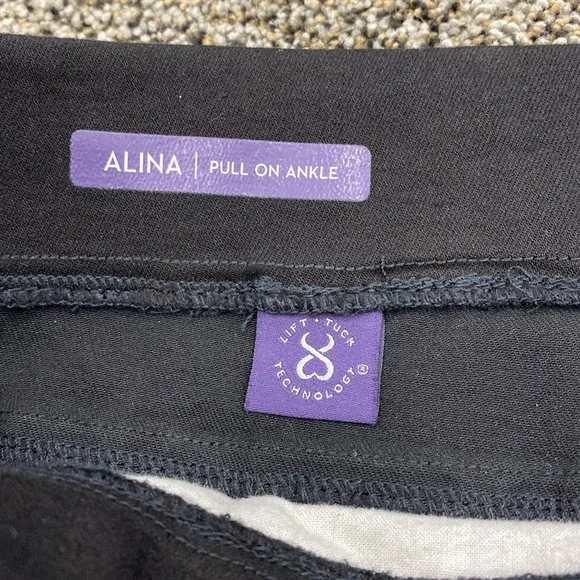 ALINA | PULL ON ANKLE
LIFT • TUCK
TECHNOLOGY®